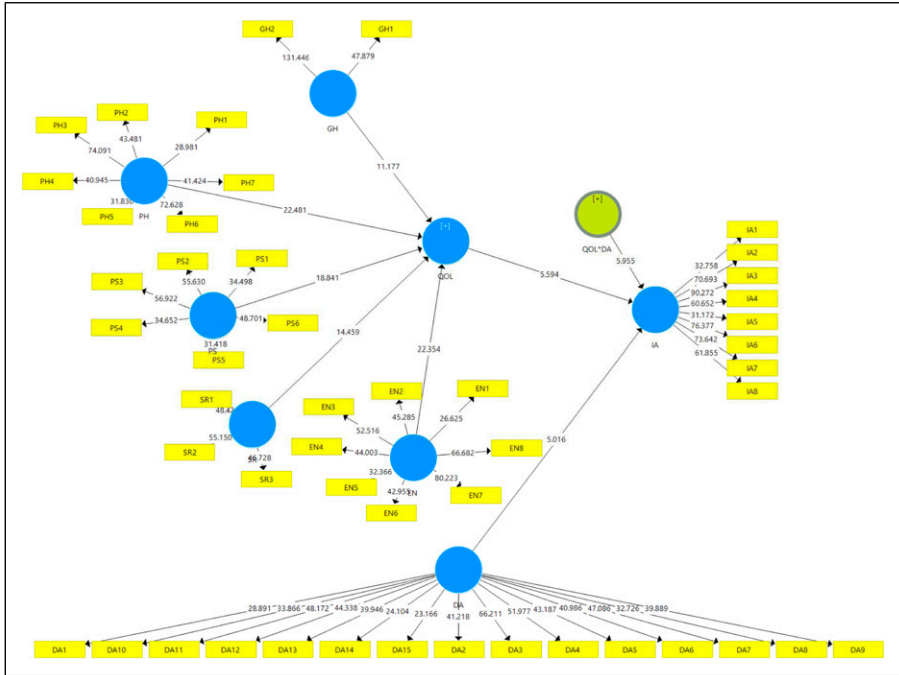 GH2
GH1
131.446
47.879
GH
PH3
PH2
PH1
74.091
43.481
28.981
PH4
40.945
41.424
PH7
31.830
72.628
PH5
PH
PH6
11.177
22.481
[+]
QOL
[+]
QOL*DA
5.955
5.594
IA
IA1
IA2
IA3
IA4
IA5
IA6
IA7
IA8
32.758
70.693
90.272
60.652
31.172
76.377
73.642
61.855
PS3
PS2
PS1
56.922
55.630
34.498
PS4
34.652
48.701
PS6
31.418
PS
PS5
18.841
14.459
22.354
SR1
48.42
SR2
55.150
46.728
SR3
EN3
EN2
EN1
52.516
45.285
26.625
EN4
44.003
66.682
EN8
32.366
42.955
EN
80.223
EN5
EN6
EN7
5.016
DA
28.891
33.866
48.172
44.338
39.946
24.104
23.166
41.218
66.211
51.977
43.187
40.986
47.086
32.726
39.889
DA1
DA10
DA11
DA12
DA13
DA14
DA15
DA2
DA3
DA4
DA5
DA6
DA7
DA8
DA9